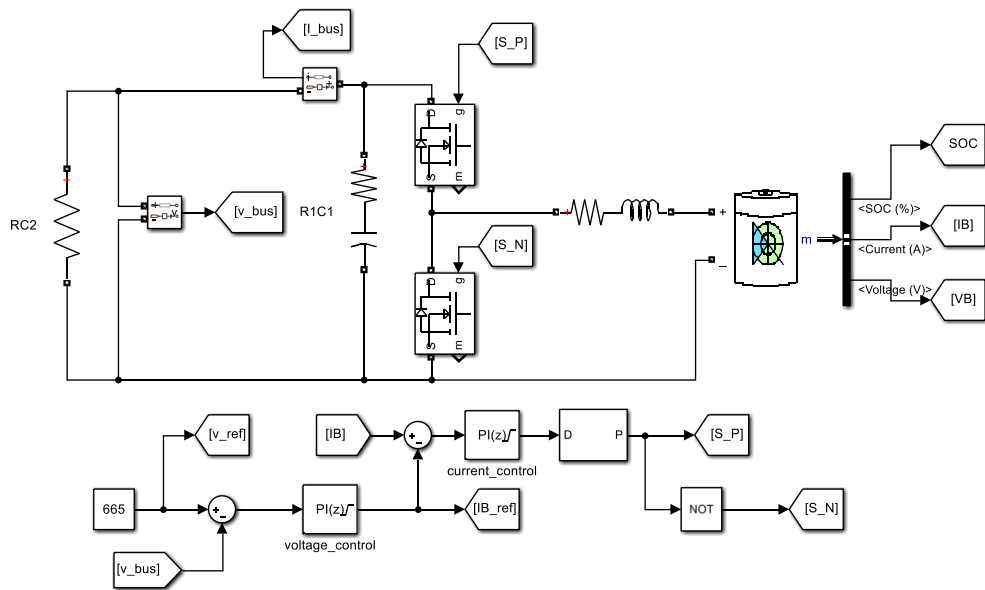 [I_bus]
[S_P]
i
+
-
D
g
S
m
SOC
RC2
+
-
v
[v_bus]
R1C1
+
+
+
_
m
<SOC (%)>
[IB]
<Current (A)>
<Voltage (V)>
[VB]
[S_N]
D
g
S
m
[v_ref]
[IB]
+
-
PI(z)
current_control
D
P
[S_P]
665
+
-
PI(z)
voltage_control
[IB_ref]
NOT
[S_N]
[v_bus]